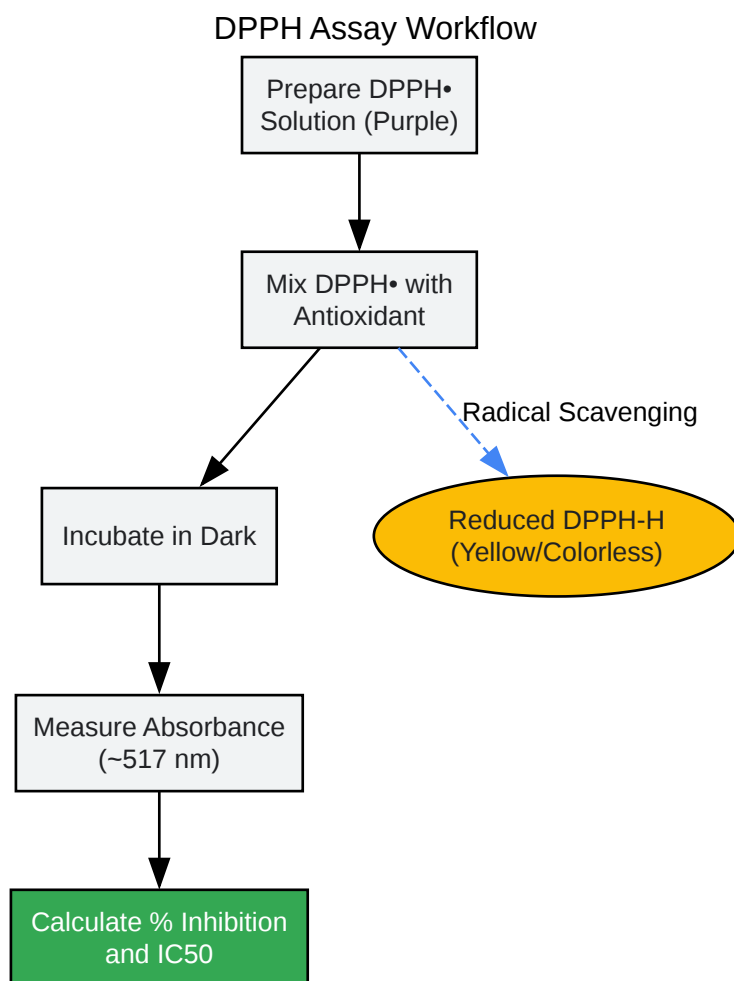 DPPH Assay Workflow
Prepare DPPH•
Solution (Purple)
Mix DPPH• with
Antioxidant
Radical Scavenging
Incubate in Dark
Reduced DPPH-H
(Yellow/Colorless)
Measure Absorbance
(~517 nm)
Calculate % Inhibition
and IC50